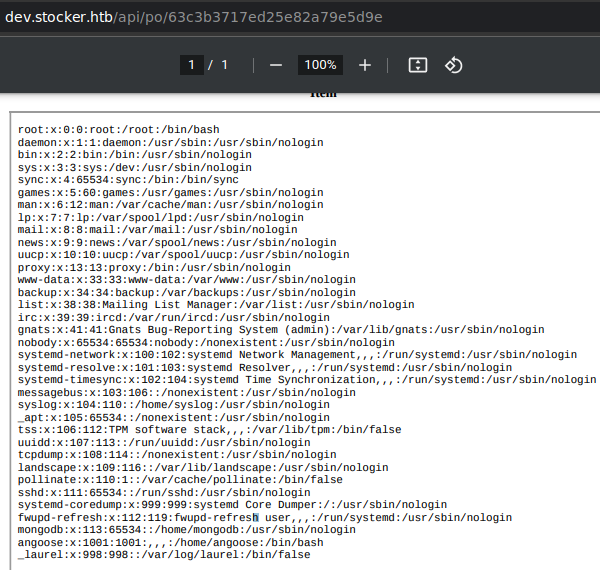 dev.stocker.htb/api/po/63c3b3717ed25e82a79e5d9e
1 / 1 — 100% +
Item
root:x:0:0:root:/root:/bin/bash
daemon:x:1:1:daemon:/usr/sbin:/usr/sbin/nologin
bin:x:2:2:bin:/bin:/usr/sbin/nologin
sys:x:3:3:sys:/dev:/usr/sbin/nologin
sync:x:4:65534:sync:/bin:/bin/sync
games:x:5:60:games:/usr/games:/usr/sbin/nologin
man:x:6:12:man:/var/cache/man:/usr/sbin/nologin
lp:x:7:7:lp:/var/spool/lpd:/usr/sbin/nologin
mail:x:8:8:mail:/var/mail:/usr/sbin/nologin
news:x:9:9:news:/var/spool/news:/usr/sbin/nologin
uucp:x:10:10:uucp:/var/spool/uucp:/usr/sbin/nologin
proxy:x:13:13:proxy:/bin:/usr/sbin/nologin
www-data:x:33:33:www-data:/var/www:/usr/sbin/nologin
backup:x:34:34:backup:/var/backups:/usr/sbin/nologin
list:x:38:38:Mailing List Manager:/var/list:/usr/sbin/nologin
irc:x:39:39:ircd:/var/run/ircd:/usr/sbin/nologin
gnats:x:41:41:Gnats Bug-Reporting System (admin):/var/lib/gnats:/usr/sbin/nologin
nobody:x:65534:65534:nobody:/nonexistent:/usr/sbin/nologin
systemd-network:x:100:102:systemd Network Management,,,:/run/systemd:/usr/sbin/nologin
systemd-resolve:x:101:103:systemd Resolver,,,:/run/systemd:/usr/sbin/nologin
systemd-timesync:x:102:104:systemd Time Synchronization,,,:/run/systemd:/usr/sbin/nologin
messagebus:x:103:106::/nonexistent:/usr/sbin/nologin
syslog:x:104:110::/home/syslog:/usr/sbin/nologin
_apt:x:105:65534::/nonexistent:/usr/sbin/nologin
tss:x:106:112:TPM software stack,,,:/var/lib/tpm:/bin/false
uuidd:x:107:113::/run/uuidd:/usr/sbin/nologin
tcpdump:x:108:114::/nonexistent:/usr/sbin/nologin
landscape:x:109:116::/var/lib/landscape:/usr/sbin/nologin
pollinate:x:110:1::/var/cache/pollinate:/bin/false
sshd:x:111:65534::/run/sshd:/usr/sbin/nologin
systemd-coredump:x:999:999:systemd Core Dumper:/:/usr/sbin/nologin
fwupd-refresh:x:112:119:fwupd-refresh user,,,:/run/systemd:/usr/sbin/nologin
mongodb:x:113:65534::/home/mongodb:/usr/sbin/nologin
angoose:x:1001:1001:,,,:/home/angoose:/bin/bash
_laurel:x:998:998::/var/log/laurel:/bin/false